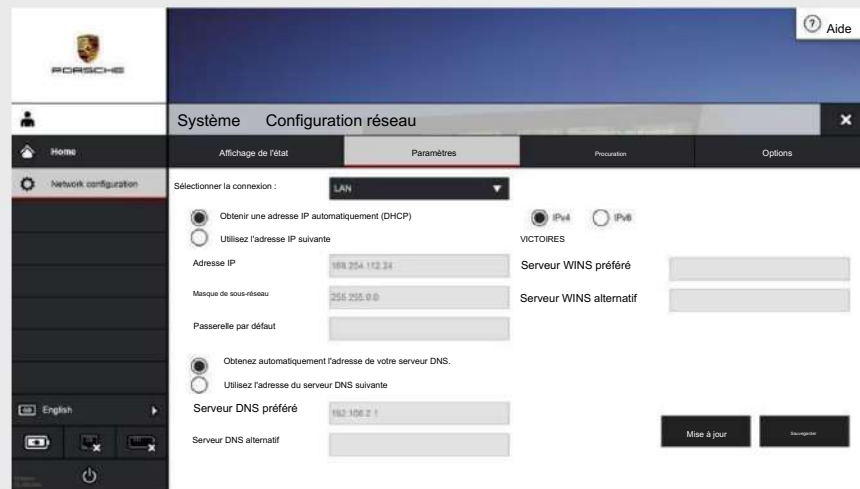 Aide
PORSCHE
Système Configuration réseau
Home
Affichage de l'état
Paramètres
Procuration
Options
Network configuration
Sélectionner la connexion :
LAN
Obtenir une adresse IP automatiquement (DHCP)
IPv4
IPv6
Utilisez l'adresse IP suivante
VICTOIRES
Adresse IP
169.254.112.24
Serveur WINS préféré
Masque de sous-réseau
255.255.0.0
Serveur WINS alternatif
Passerelle par défaut
Obtenez automatiquement l'adresse de votre serveur DNS.
Utilisez l'adresse du serveur DNS suivante
Serveur DNS préféré
192.168.2.1
Serveur DNS alternatif
GB English
Mise à jour
Sauvegarder